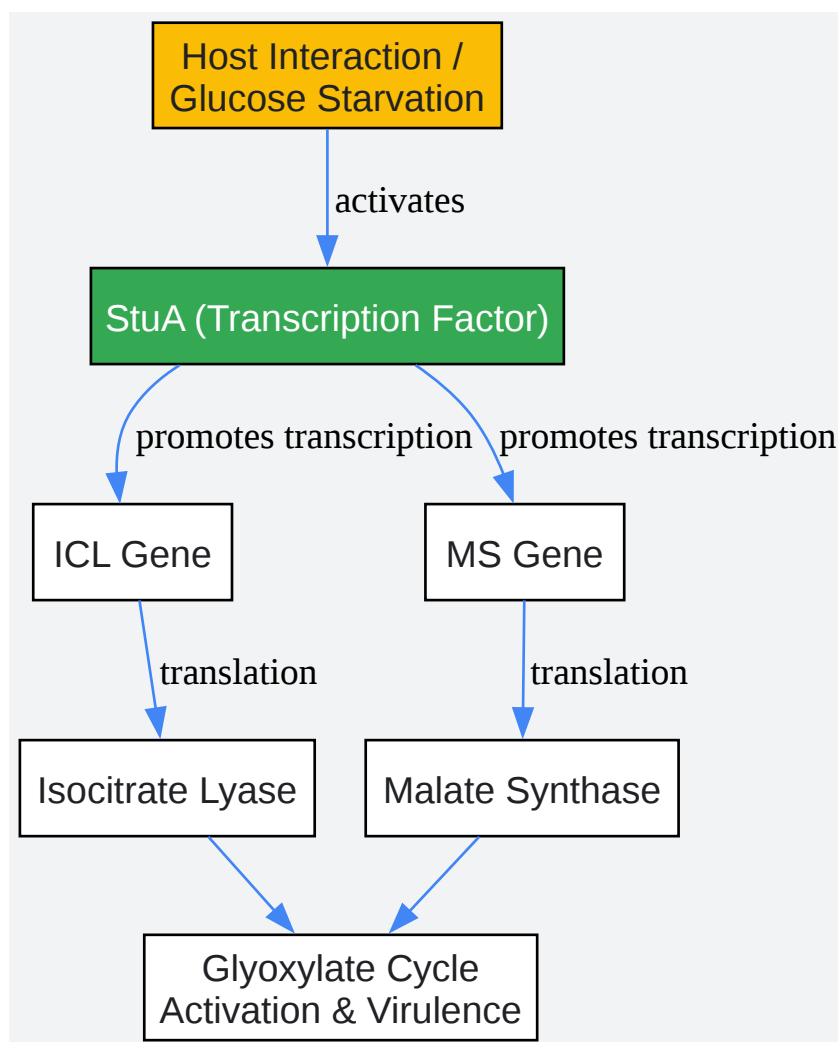 Host Interaction /
Glucose Starvation
activates
StuA (Transcription Factor)
promotes transcription
promotes transcription
ICL Gene
MS Gene
translation
translation
Isocitrate Lyase
Malate Synthase
Glyoxylate Cycle
Activation & Virulence